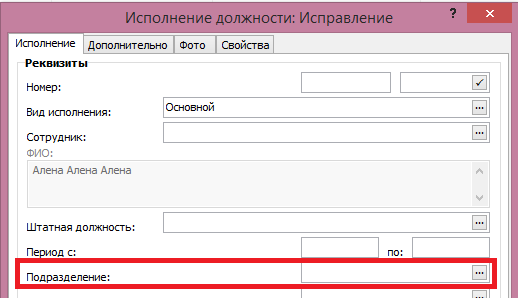 Исполнение должности: Исправление
Исполнение Дополнительно Фото Свойства
Реквизиты
Номер:
Вид исполнения: Основной ...
Сотрудник: ...
ФИО:
Алена Алена Алена
Штатная должность: ...
Период с: по:
Подразделение: ...